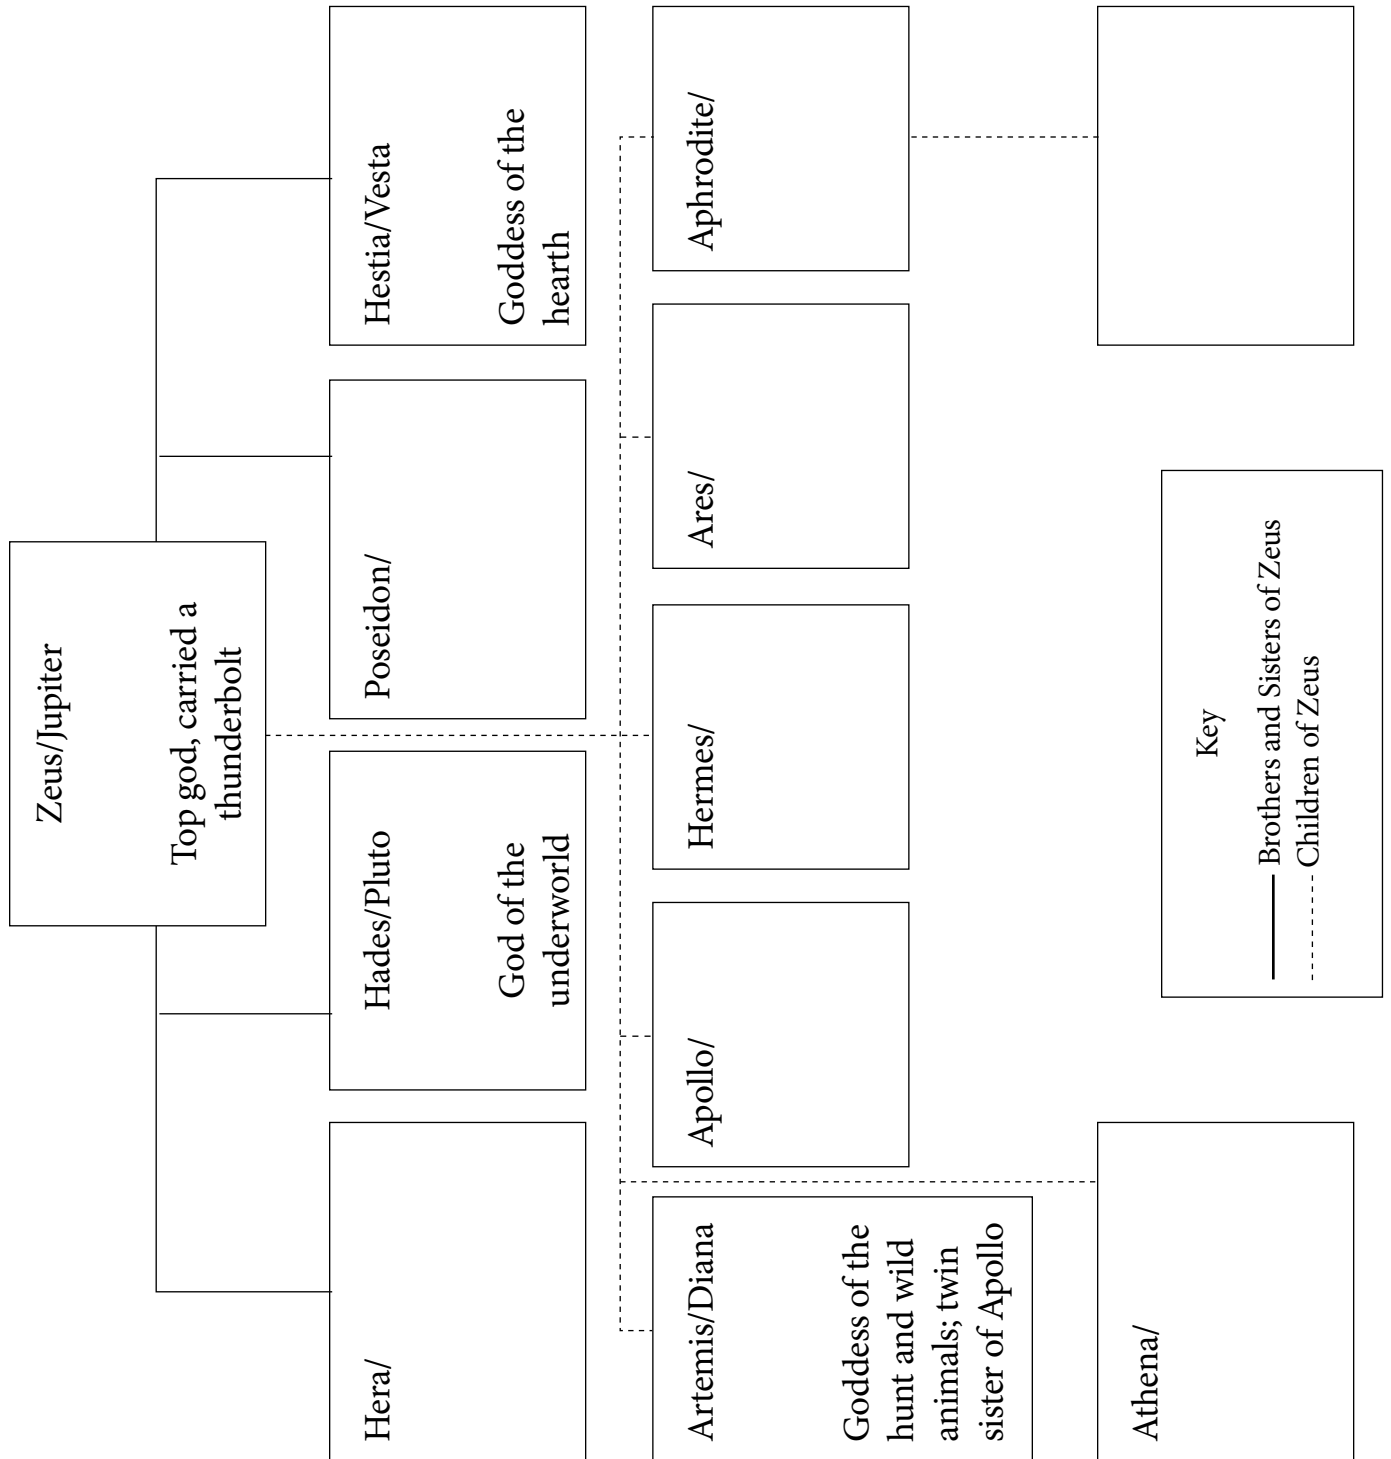 Zeus/Jupiter
Top god, carried a
thunderbolt
Hera/
Hades/Pluto
God of the
underworld
Poseidon/
Hestia/Vesta
Goddess of the
hearth
Artemis/Diana
Goddess of the
hunt and wild
animals; twin
sister of Apollo
Apollo/
Hermes/
Ares/
Aphrodite/
Athena/
Key
Brothers and Sisters of Zeus
Children of Zeus